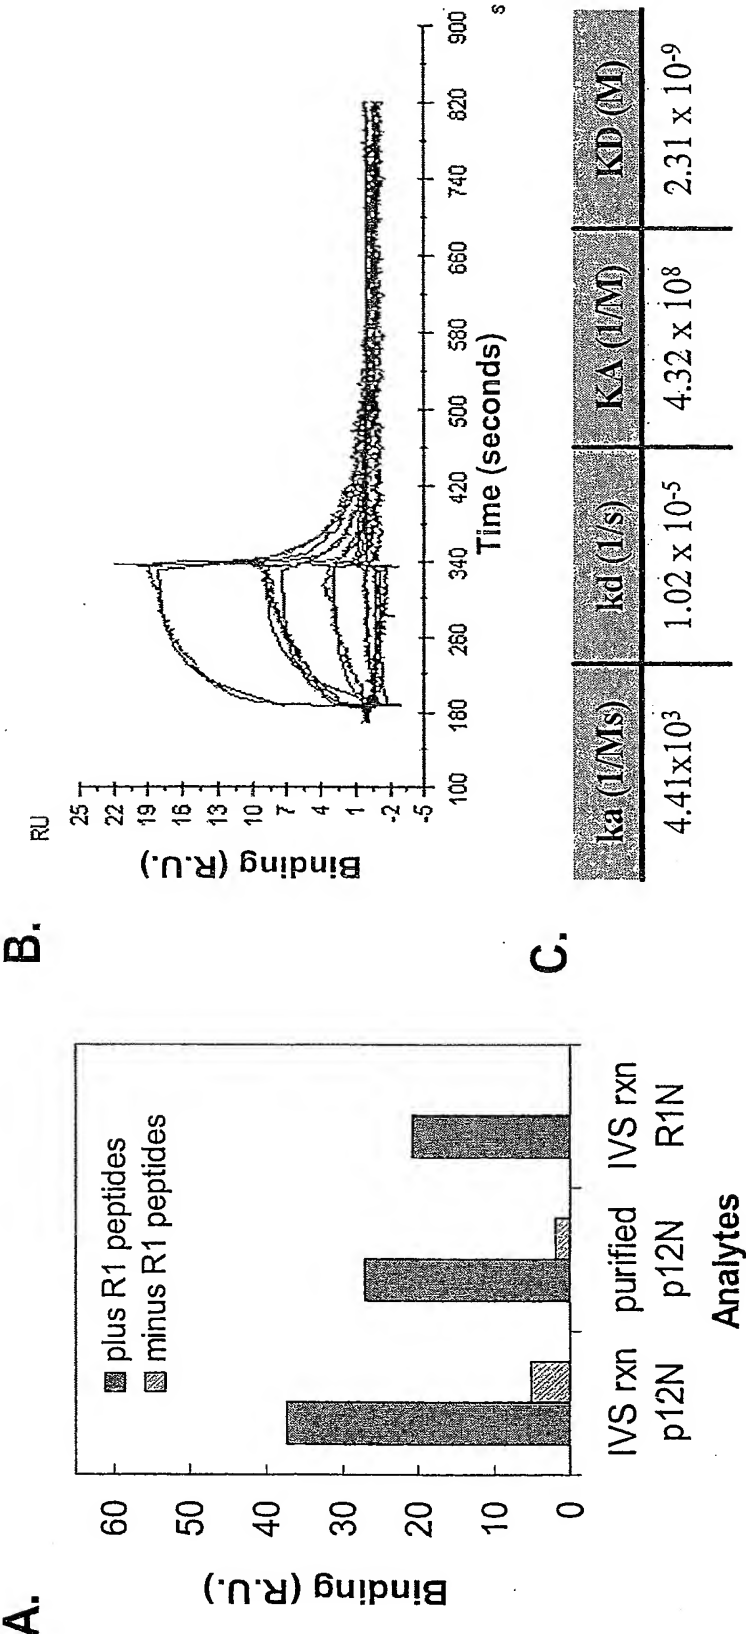 A.
Binding (R.U.)
60
50
40
30
20
10
0
plus R1 peptides
minus R1 peptides
IVS rxn
p12N
purified
p12N
IVS rxn
R1N
Analytes
B.
RU
Binding (R.U.)
25
22
19
16
13
10
7
4
1
-2
-5
100
180
260
340
420
500
580
660
740
820
900
s
Time (seconds)
C.
ka (1/Ms) kd (1/s) KA (1/M) KD (M)
4.41x10³ 1.02 x 10⁻⁵ 4.32 x 10⁸ 2.31 x 10⁻⁹